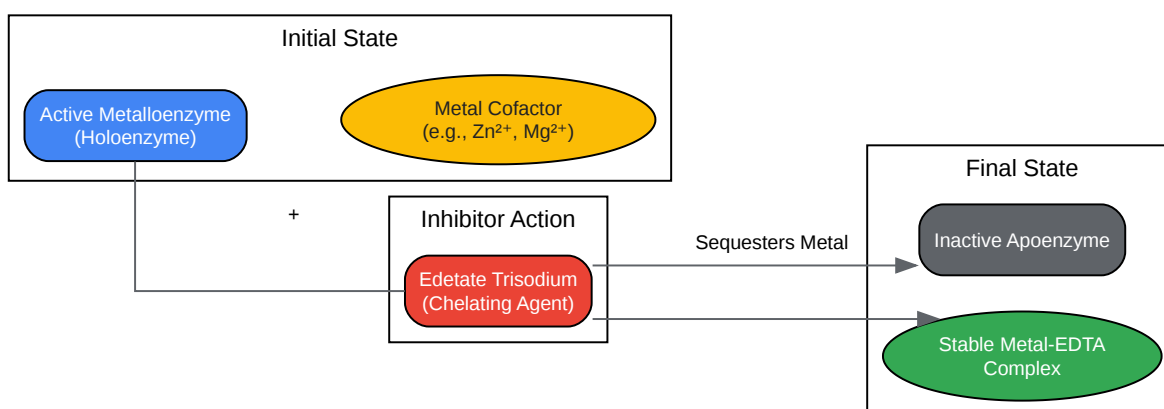 Initial State
Active Metalloenzyme
(Holoenzyme)
Metal Cofactor
(e.g., Zn²⁺, Mg²⁺)
+
Inhibitor Action
Edetate Trisodium
(Chelating Agent)
Sequesters Metal
Final State
Inactive Apoenzyme
Stable Metal-EDTA
Complex